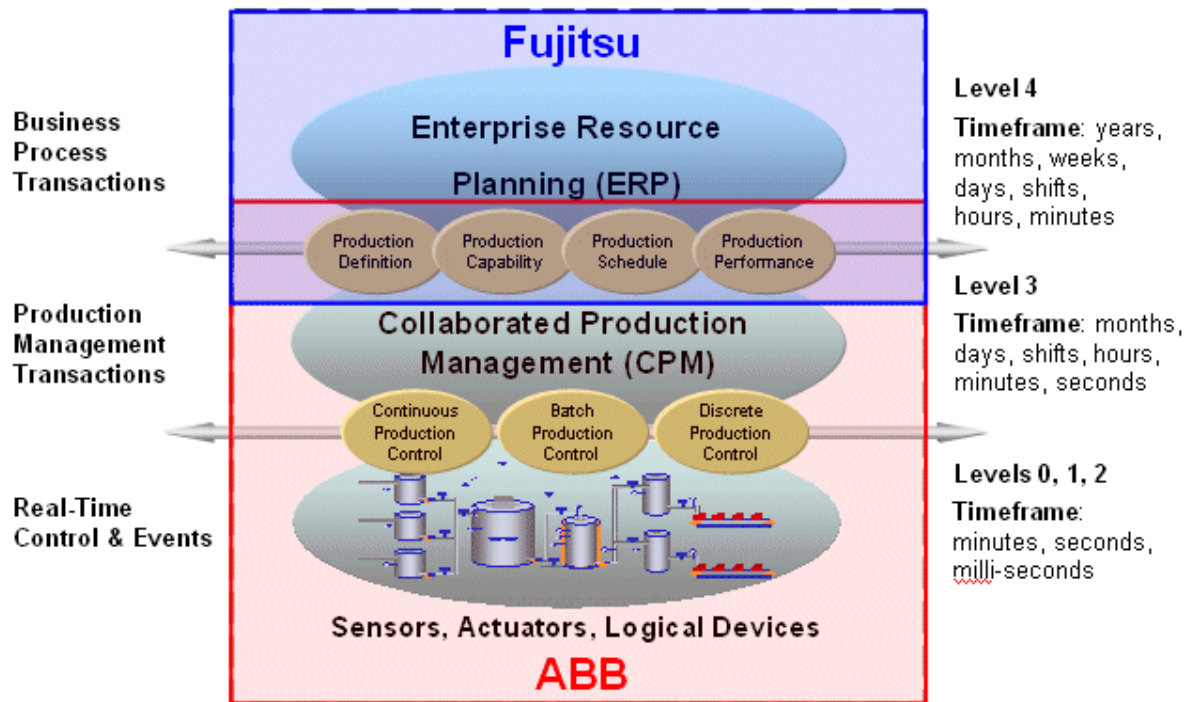 Fujitsu
Business
Process
Transactions
Enterprise Resource
Planning (ERP)
Level 4
Timeframe: years,
months, weeks,
days, shifts,
hours, minutes
Production
Definition
Production
Capability
Production
Schedule
Production
Performance
Production
Management
Transactions
Collaborated Production
Management (CPM)
Level 3
Timeframe: months,
days, shifts, hours,
minutes, seconds
Continuous
Production
Control
Batch
Production
Control
Discrete
Production
Control
Real-Time
Control & Events
Levels 0, 1, 2
Timeframe:
minutes, seconds,
milli-seconds
Sensors, Actuators, Logical Devices
ABB